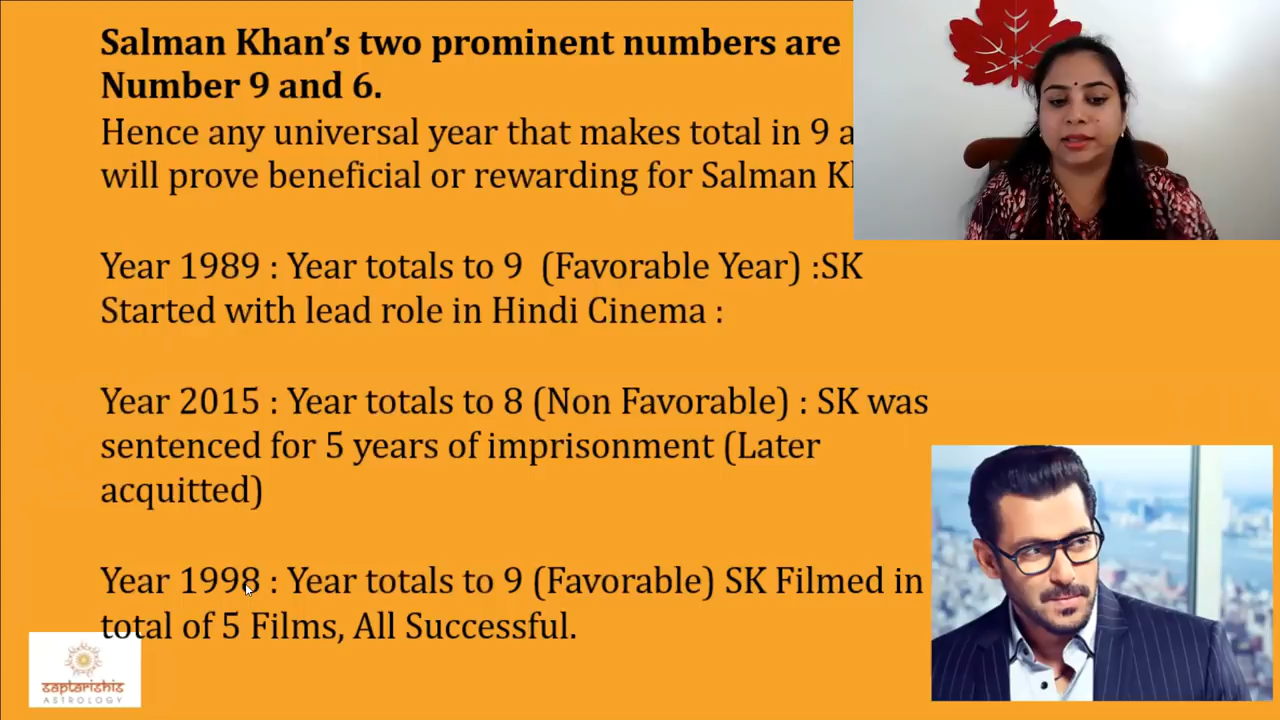 Salman Khan's two prominent numbers are
Number 9 and 6.
Hence any universal year that makes total in 9 a
will prove beneficial or rewarding for Salman K
Year 1989 : Year totals to 9 (Favorable Year) :SK
Started with lead role in Hindi Cinema :
Year 2015 : Year totals to 8 (Non Favorable) : SK was
sentenced for 5 years of imprisonment (Later
acquitted)
Year 1998 : Year totals to 9 (Favorable) SK Filmed in
total of 5 Films, All Successful.
saptarishis
ASTROLOGY